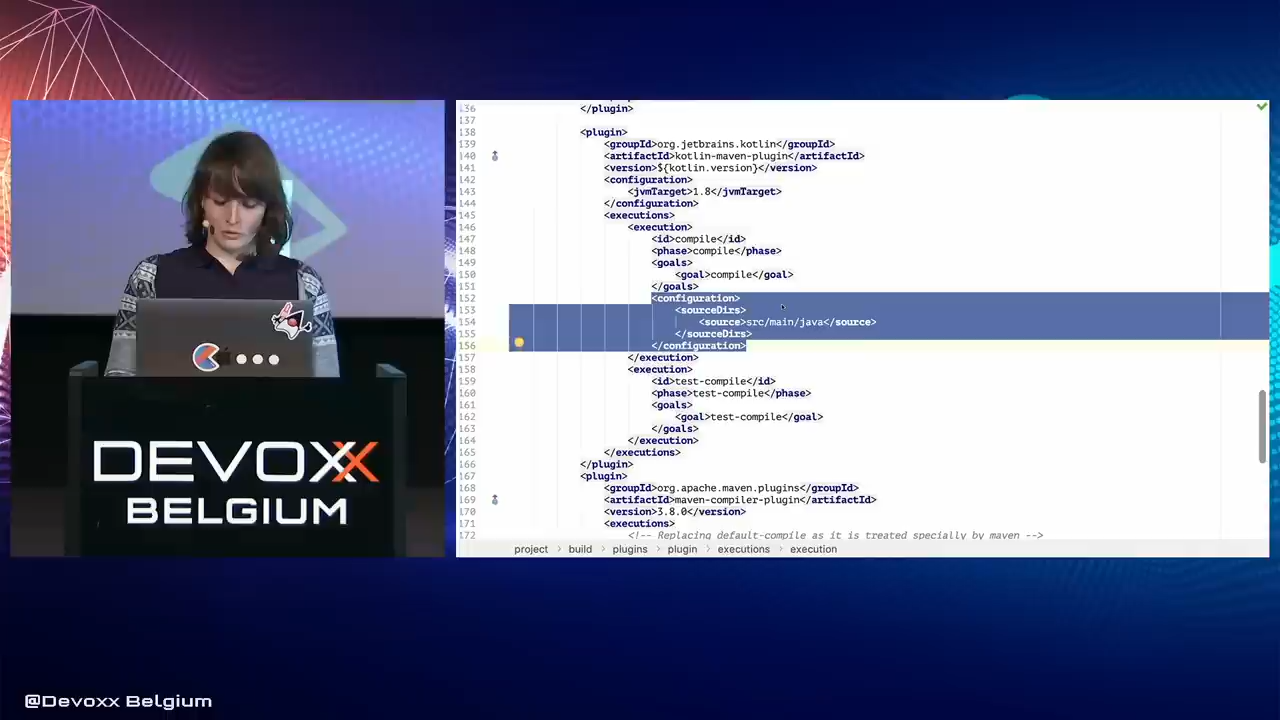 DEVOXX
BELGIUM
136 </plugin>
137
138 <plugin>
139 <groupId>org.jetbrains.kotlin</groupId>
140 <artifactId>kotlin-maven-plugin</artifactId>
141 <version>${kotlin.version}</version>
142 <configuration>
143 <jvmTarget>1.8</jvmTarget>
144 </configuration>
145 <executions>
146 <execution>
147 <id>compile</id>
148 <phase>compile</phase>
149 <goals>
150 <goal>compile</goal>
151 </goals>
152 <configuration>
153 <sourceDirs>
154 <source>src/main/java</source>
155 </sourceDirs>
156 </configuration>
157 </execution>
158 <execution>
159 <id>test-compile</id>
160 <phase>test-compile</phase>
161 <goals>
162 <goal>test-compile</goal>
163 </goals>
164 </execution>
165 </executions>
166 </plugin>
167 <plugin>
168 <groupId>org.apache.maven.plugins</groupId>
169 <artifactId>maven-compiler-plugin</artifactId>
170 <version>3.8.0</version>
171 <executions>
172 <!-- Replacing default-compile as it is treated specially by maven -->
project > build > plugins > plugin > executions > execution
@Devoxx Belgium